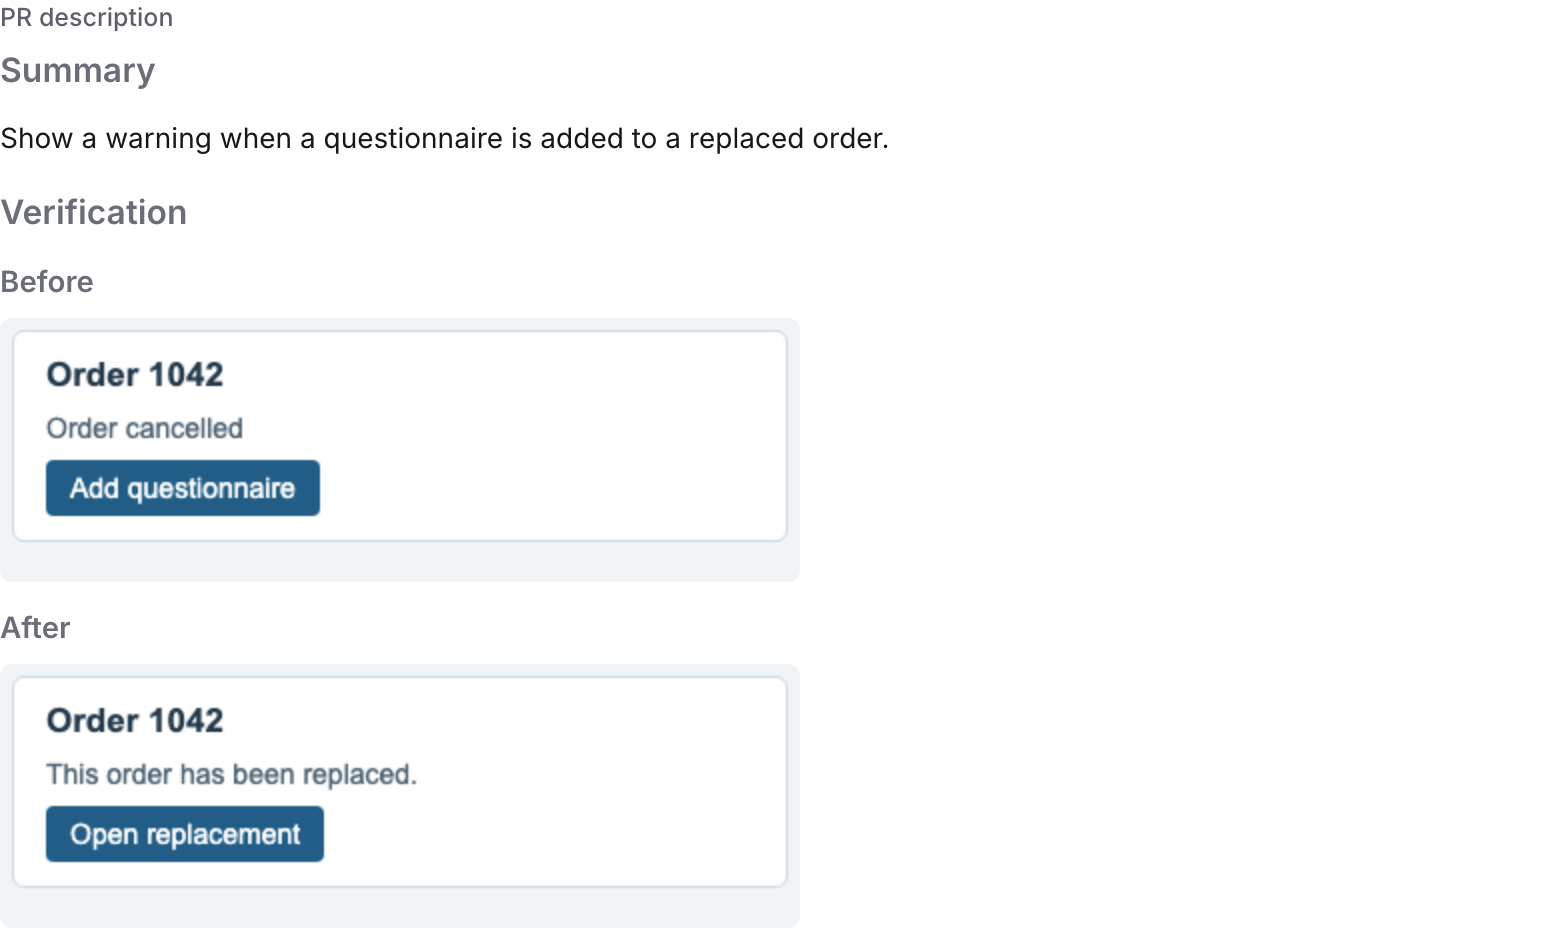 PR description
Summary
Show a warning when a questionnaire is added to a replaced order.
Verification
Before
Order 1042
Order cancelled
Add questionnaire
After
Order 1042
This order has been replaced.
Open replacement